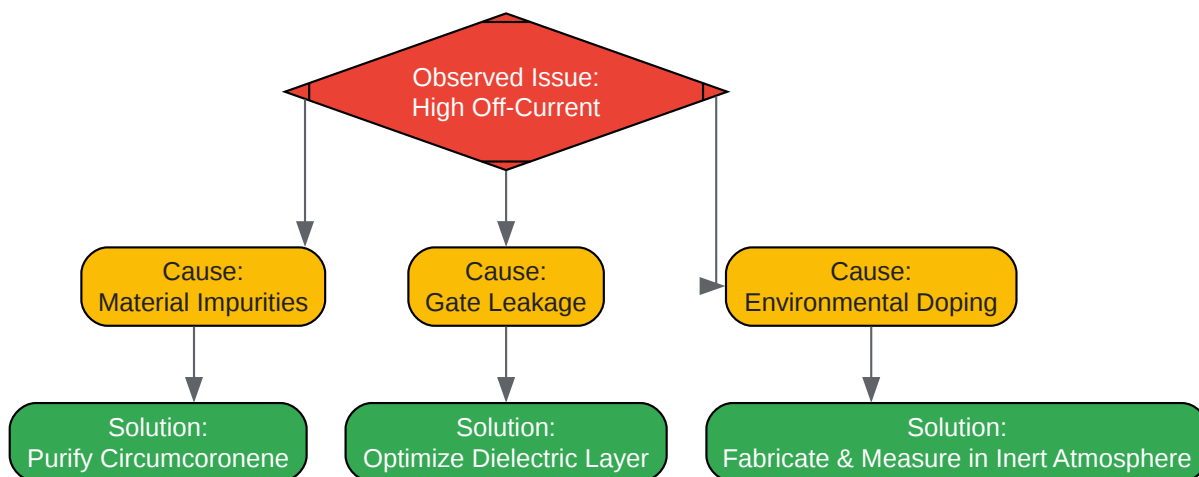 Observed Issue:
High Off-Current
Cause:
Material Impurities
Cause:
Gate Leakage
Cause:
Environmental Doping
Solution:
Purify Circumcoronene
Solution:
Optimize Dielectric Layer
Solution:
Fabricate & Measure in Inert Atmosphere